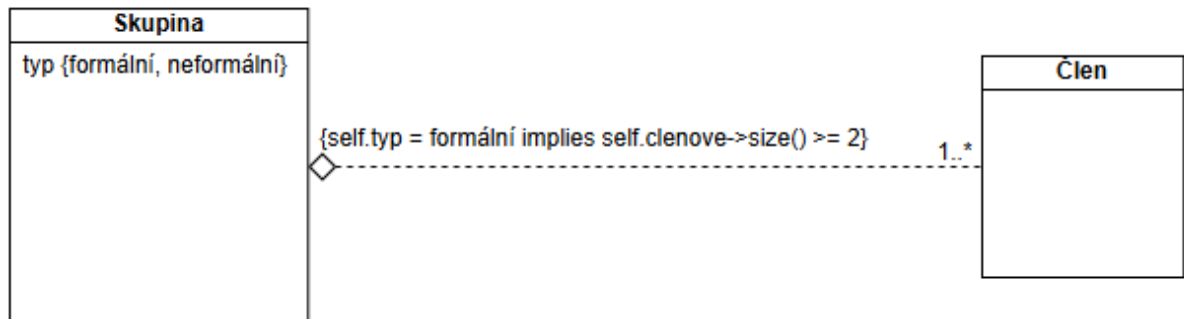 Skupina
typ {formální, neformální}
Člen
{self.typ = formální implies self.clenove->size() >= 2}
1..*